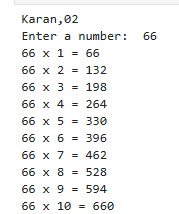 Karan,02
Enter a number:  66
66 x 1 = 66
66 x 2 = 132
66 x 3 = 198
66 x 4 = 264
66 x 5 = 330
66 x 6 = 396
66 x 7 = 462
66 x 8 = 528
66 x 9 = 594
66 x 10 = 660